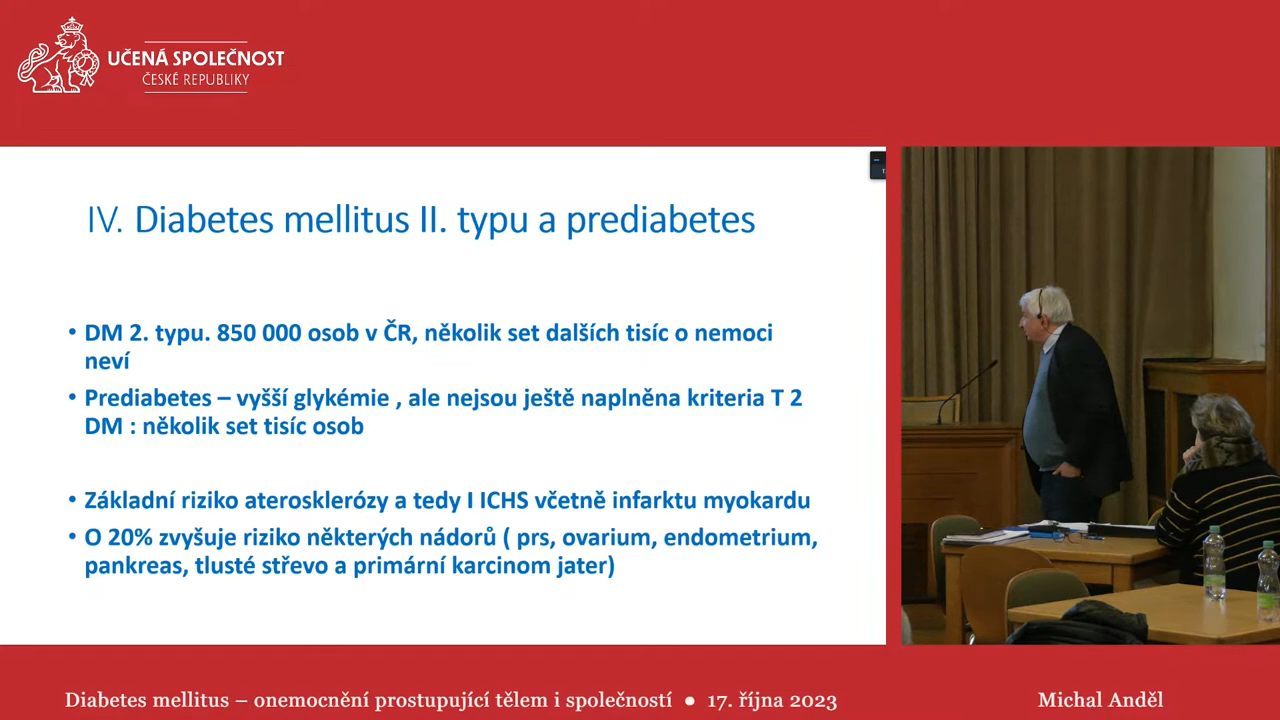 UČENÁ SPOLEČNOST
ČESKÉ REPUBLIKY
IV. Diabetes mellitus II. typu a prediabetes
• DM 2. typu. 850 000 osob v ČR, několik set dalších tisíc o nemoci
neví
• Prediabetes – vyšší glykémie , ale nejsou ještě naplněna kriteria T 2
DM : několik set tisíc osob
• Základní riziko aterosklerózy a tedy I ICHS včetně infarktu myokardu
• O 20% zvyšuje riziko některých nádorů ( prs, ovarium, endometrium,
pankreas, tlusté střevo a primární karcinom jater)
Diabetes mellitus – onemocnění prostupující tělem i společností ● 17. října 2023
Michal Anděl